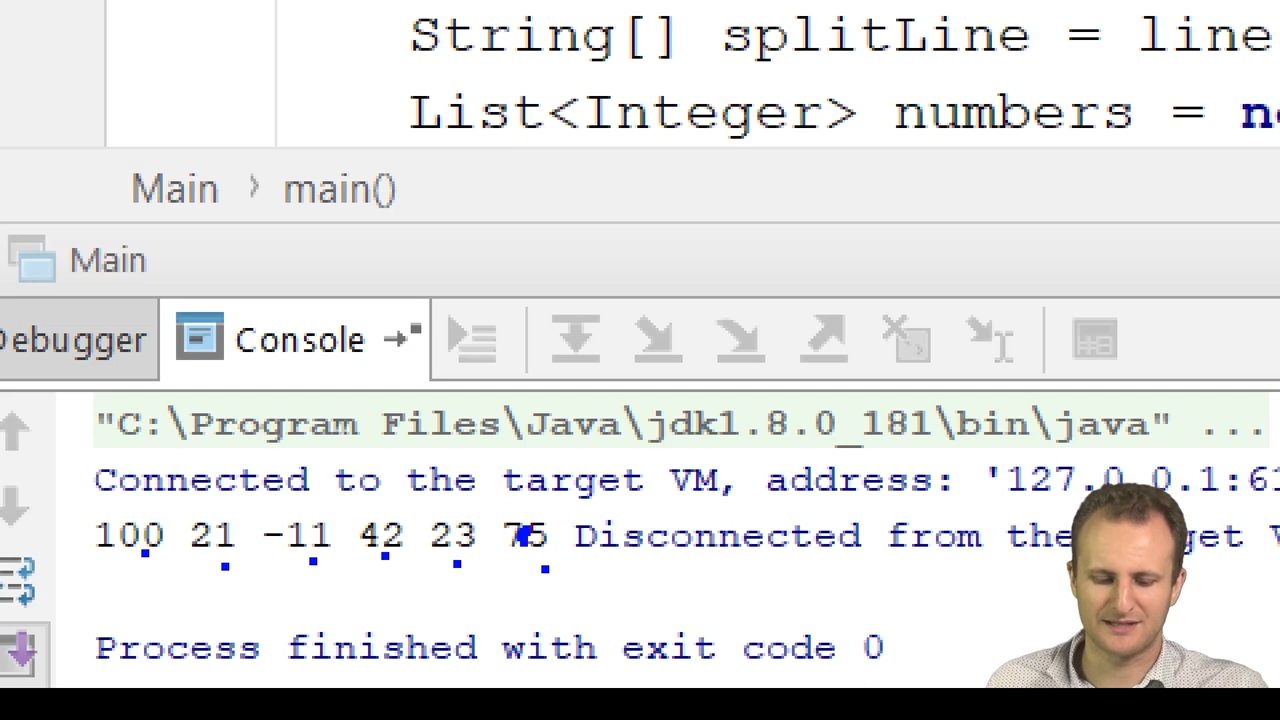 String[] splitLine = line
List<Integer> numbers =
Main > main()
Main
Debugger
Console
"C:\Program Files\Java\jdk1.8.0_181\bin\java" ...
Connected to the target VM, address: '127.0.0.1:61
100 21 -11 42 23 75 Disconnected from the
Process finished with exit code 0